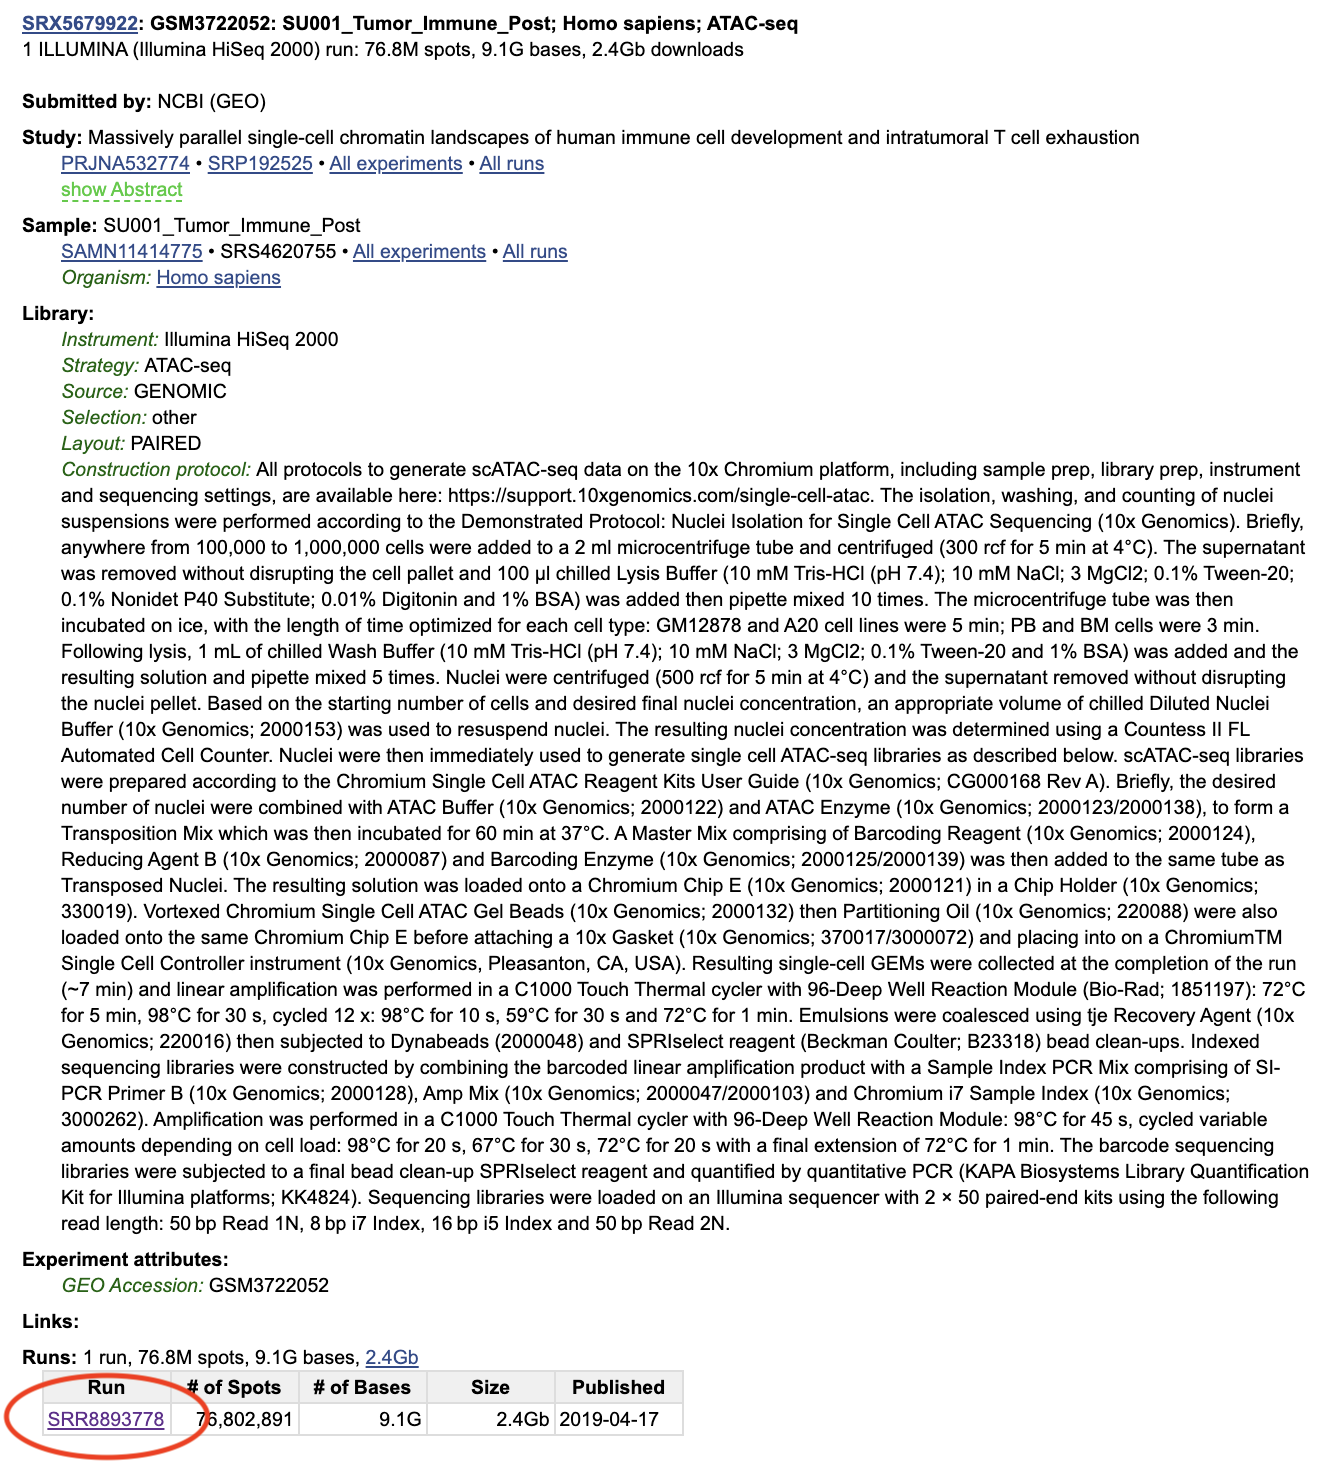 SRX5679922: GSM3722052: SU001_Tumor_Immune_Post; Homo sapiens; ATAC-seq
1 ILLUMINA (Illumina HiSeq 2000) run: 76.8M spots, 9.1G bases, 2.4Gb downloads
Submitted by: NCBI (GEO)
Study: Massively parallel single-cell chromatin landscapes of human immune cell development and intratumoral T cell exhaustion
PRJNA532774 • SRP192525 • All experiments • All runs
show Abstract
Sample: SU001_Tumor_Immune_Post
SAMN11414775 • SRS4620755 • All experiments • All runs
Organism: Homo sapiens
Library:
Instrument: Illumina HiSeq 2000
Strategy: ATAC-seq
Source: GENOMIC
Selection: other
Layout: PAIRED
Construction protocol: All protocols to generate scATAC-seq data on the 10x Chromium platform, including sample prep, library prep, instrument
and sequencing settings, are available here: https://support.10xgenomics.com/single-cell-atac. The isolation, washing, and counting of nuclei
suspensions were performed according to the Demonstrated Protocol: Nuclei Isolation for Single Cell ATAC Sequencing (10x Genomics). Briefly,
anywhere from 100,000 to 1,000,000 cells were added to a 2 ml microcentrifuge tube and centrifuged (300 rcf for 5 min at 4°C). The supernatant
was removed without disrupting the cell pallet and 100 µl chilled Lysis Buffer (10 mM Tris-HCl (pH 7.4); 10 mM NaCl; 3 MgCl2; 0.1% Tween-20;
0.1% Nonidet P40 Substitute; 0.01% Digitonin and 1% BSA) was added then pipette mixed 10 times. The microcentrifuge tube was then
incubated on ice, with the length of time optimized for each cell type: GM12878 and A20 cell lines were 5 min; PB and BM cells were 3 min.
Following lysis, 1 mL of chilled Wash Buffer (10 mM Tris-HCl (pH 7.4); 10 mM NaCl; 3 MgCl2; 0.1% Tween-20 and 1% BSA) was added and the
resulting solution and pipette mixed 5 times. Nuclei were centrifuged (500 rcf for 5 min at 4°C) and the supernatant removed without disrupting
the nuclei pellet. Based on the starting number of cells and desired final nuclei concentration, an appropriate volume of chilled Diluted Nuclei
Buffer (10x Genomics; 2000153) was used to resuspend nuclei. The resulting nuclei concentration was determined using a Countess II FL
Automated Cell Counter. Nuclei were then immediately used to generate single cell ATAC-seq libraries as described below. scATAC-seq libraries
were prepared according to the Chromium Single Cell ATAC Reagent Kits User Guide (10x Genomics; CG000168 Rev A). Briefly, the desired
number of nuclei were combined with ATAC Buffer (10x Genomics; 2000122) and ATAC Enzyme (10x Genomics; 2000123/2000138), to form a
Transposition Mix which was then incubated for 60 min at 37°C. A Master Mix comprising of Barcoding Reagent (10x Genomics; 2000124),
Reducing Agent B (10x Genomics; 2000087) and Barcoding Enzyme (10x Genomics; 2000125/2000139) was then added to the same tube as
Transposed Nuclei. The resulting solution was loaded onto a Chromium Chip E (10x Genomics; 2000121) in a Chip Holder (10x Genomics;
330019). Vortexed Chromium Single Cell ATAC Gel Beads (10x Genomics; 2000132) then Partitioning Oil (10x Genomics; 220088) were also
loaded onto the same Chromium Chip E before attaching a 10x Gasket (10x Genomics; 370017/3000072) and placing into on a ChromiumTM
Single Cell Controller instrument (10x Genomics, Pleasanton, CA, USA). Resulting single-cell GEMs were collected at the completion of the run
(~7 min) and linear amplification was performed in a C1000 Touch Thermal cycler with 96-Deep Well Reaction Module (Bio-Rad; 1851197): 72°C
for 5 min, 98°C for 30 s, cycled 12 x: 98°C for 10 s, 59°C for 30 s and 72°C for 1 min. Emulsions were coalesced using tje Recovery Agent (10x
Genomics; 220016) then subjected to Dynabeads (2000048) and SPRIselect reagent (Beckman Coulter; B23318) bead clean-ups. Indexed
sequencing libraries were constructed by combining the barcoded linear amplification product with a Sample Index PCR Mix comprising of SI-
PCR Primer B (10x Genomics; 2000128), Amp Mix (10x Genomics; 2000047/2000103) and Chromium i7 Sample Index (10x Genomics;
3000262). Amplification was performed in a C1000 Touch Thermal cycler with 96-Deep Well Reaction Module: 98°C for 45 s, cycled variable
amounts depending on cell load: 98°C for 20 s, 67°C for 30 s, 72°C for 20 s with a final extension of 72°C for 1 min. The barcode sequencing
libraries were subjected to a final bead clean-up SPRIselect reagent and quantified by quantitative PCR (KAPA Biosystems Library Quantification
Kit for Illumina platforms; KK4824). Sequencing libraries were loaded on an Illumina sequencer with 2 × 50 paired-end kits using the following
read length: 50 bp Read 1N, 8 bp i7 Index, 16 bp i5 Index and 50 bp Read 2N.
Experiment attributes:
GEO Accession: GSM3722052
Links:
Runs: 1 run, 76.8M spots, 9.1G bases, 2.4Gb
Run # of Spots # of Bases Size Published
SRR8893778 76,802,891 9.1G 2.4Gb 2019-04-17